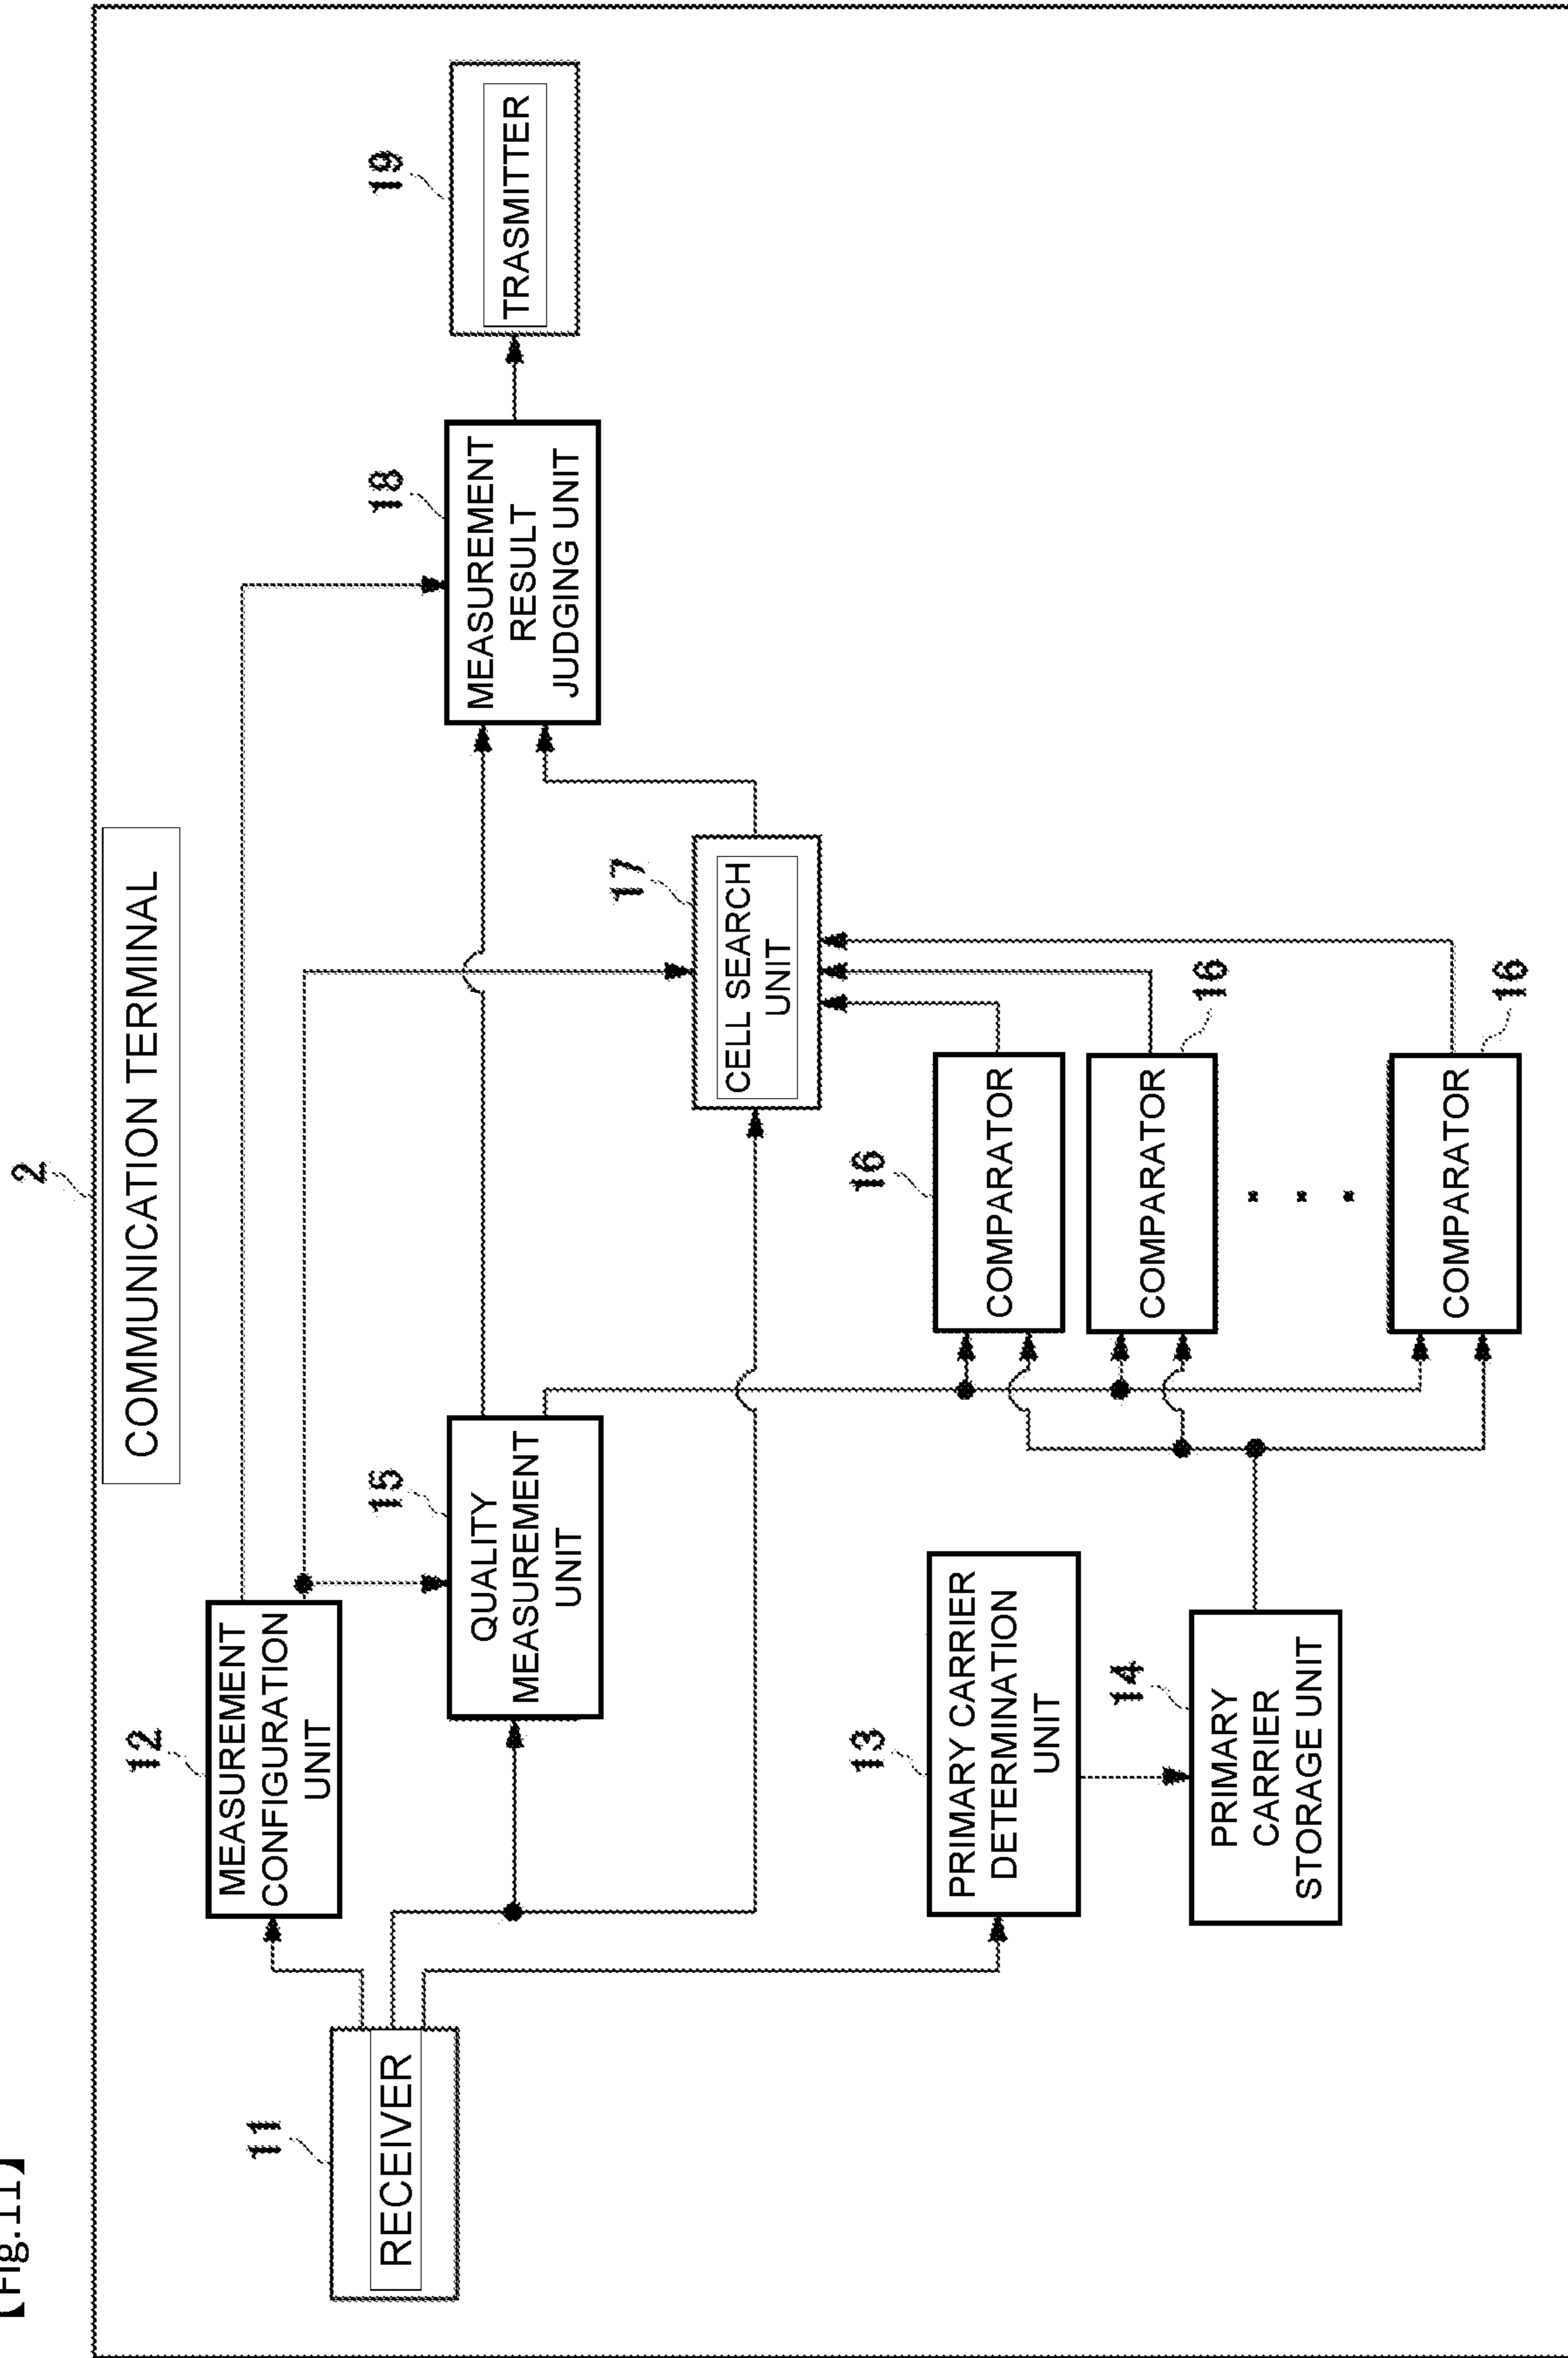 【Fig.11】
2
COMMUNICATION TERMINAL
11
RECEIVER
12
MEASUREMENT
CONFIGURATION
UNIT
15
QUALITY
MEASUREMENT
UNIT
13
PRIMARY CARRIER
DETERMINATION
UNIT
14
PRIMARY
CARRIER
STORAGE UNIT
16
COMPARATOR
COMPARATOR
16
COMPARATOR
16
17
CELL SEARCH
UNIT
18
MEASUREMENT
RESULT
JUDGING UNIT
19
TRASMITTER